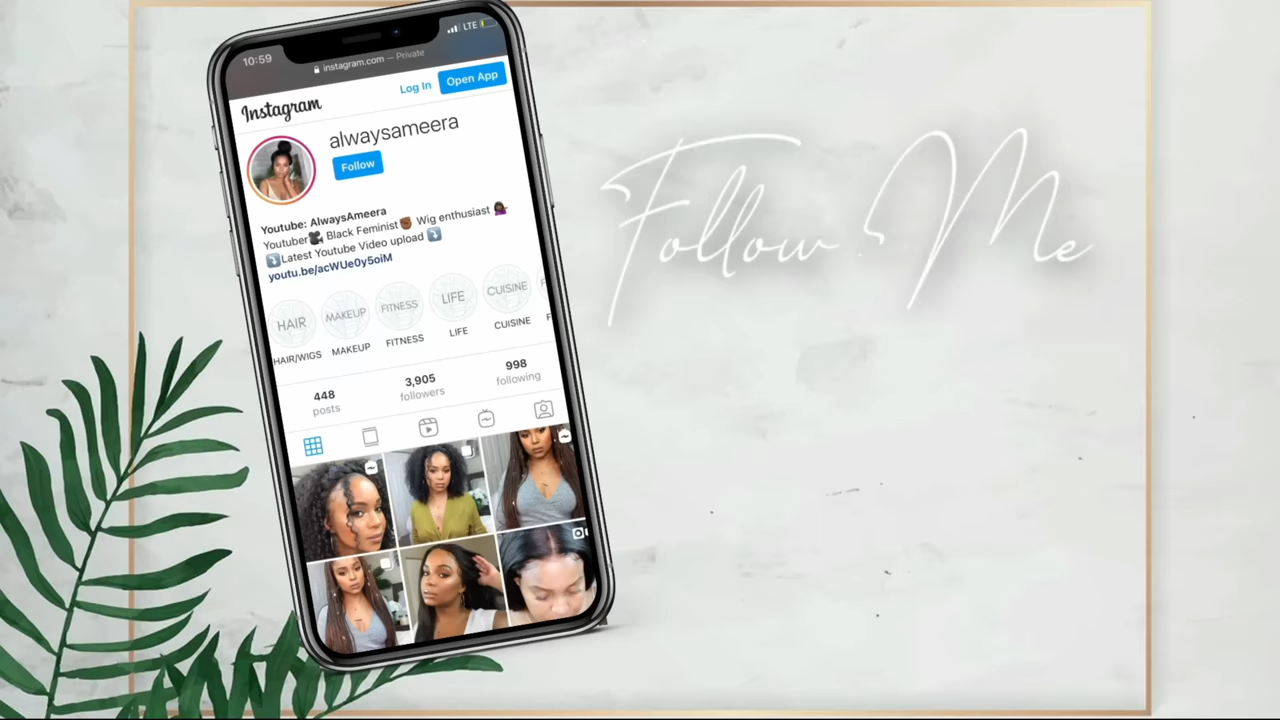 10:59
LTE
instagram.com — Private
Instagram
Log In
Open App
alwaysameera
Follow
Youtube: AlwaysAmeera
Youtuber🎥 Black Feminist✊🏾 Wig enthusiast 💇🏾‍♀️
⤵️Latest Youtube Video upload ⤵️
youtu.be/acWUe0y5oiM
HAIR
MAKEUP
FITNESS
LIFE
CUISINE
F
HAIR/WIGS
MAKEUP
FITNESS
LIFE
CUISINE
F
448
3,905
998
posts
followers
following
Follow Me